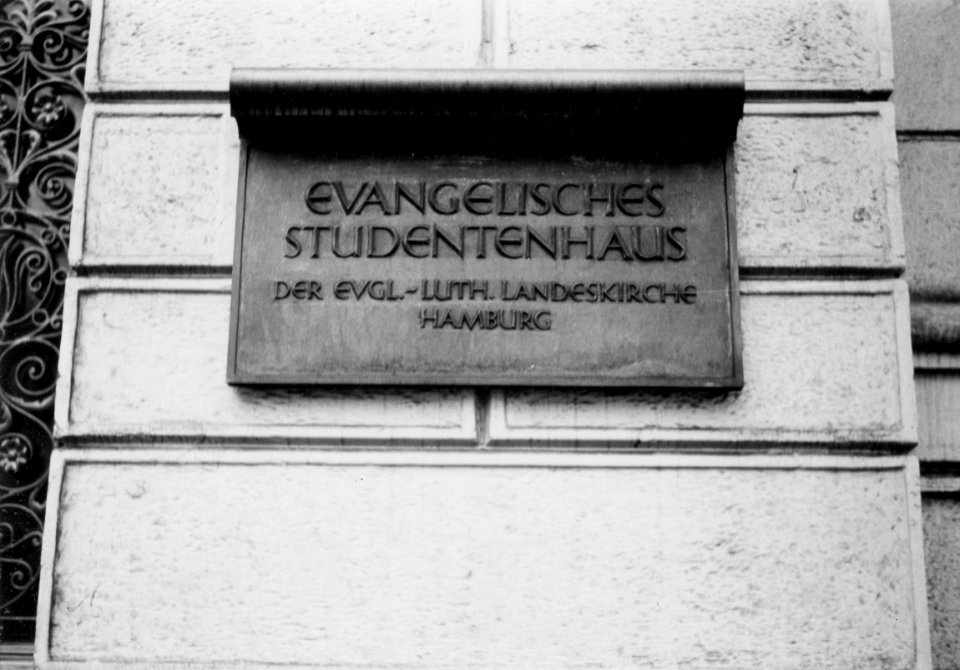 EVANGELISCHES
STUDENTENHAUS
DER EVGL.-LUTH. LANDESKIRCHE
HAMBURG